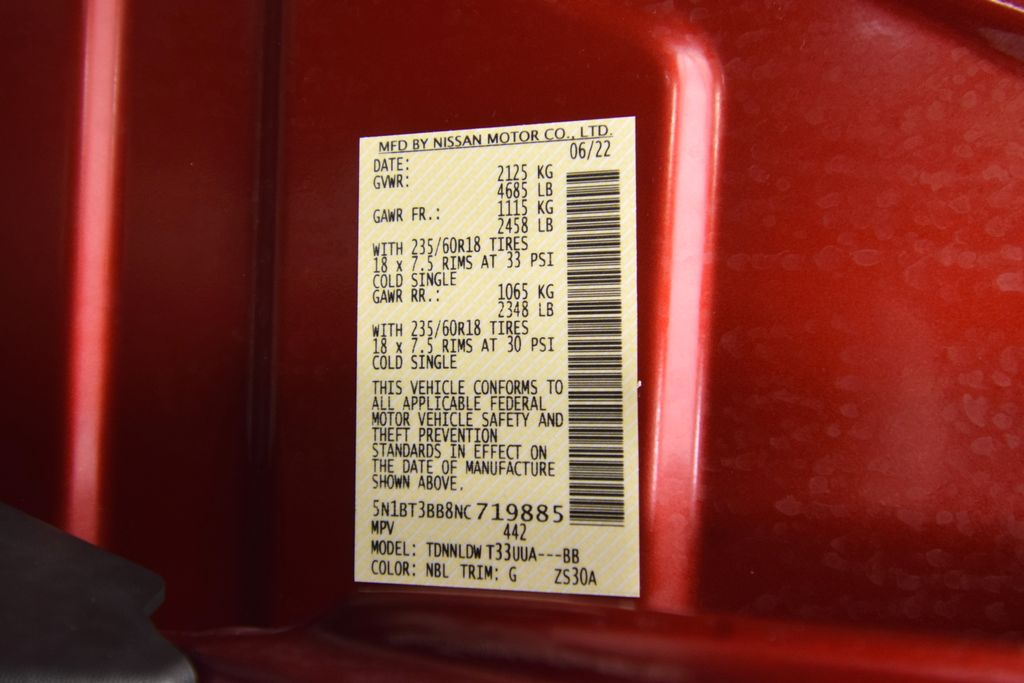 MFD BY NISSAN MOTOR CO., LTD.
DATE: 06/22
GVWR: 2125 KG
4685 LB
GAWR FR.: 1115 KG
2458 LB
WITH 235/60R18 TIRES
18 x 7.5 RIMS AT 33 PSI
COLD SINGLE
GAWR RR.: 1065 KG
2348 LB
WITH 235/60R18 TIRES
18 x 7.5 RIMS AT 30 PSI
COLD SINGLE
THIS VEHICLE CONFORMS TO
ALL APPLICABLE FEDERAL
MOTOR VEHICLE SAFETY AND
THEFT PREVENTION
STANDARDS IN EFFECT ON
THE DATE OF MANUFACTURE
SHOWN ABOVE.
5N1BT3BB8NC719885
MPV 442
MODEL: TDNNLDWT33UUA---BB
COLOR: NBL TRIM: G ZS30A